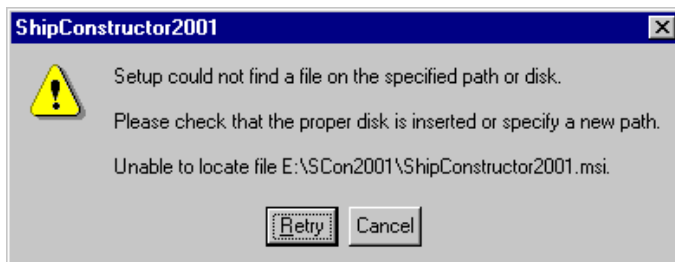 ShipConstructor2001
Setup could not find a file on the specified path or disk.
Please check that the proper disk is inserted or specify a new path.
Unable to locate file E:\SCon2001\ShipConstructor2001.msi.
Retry Cancel